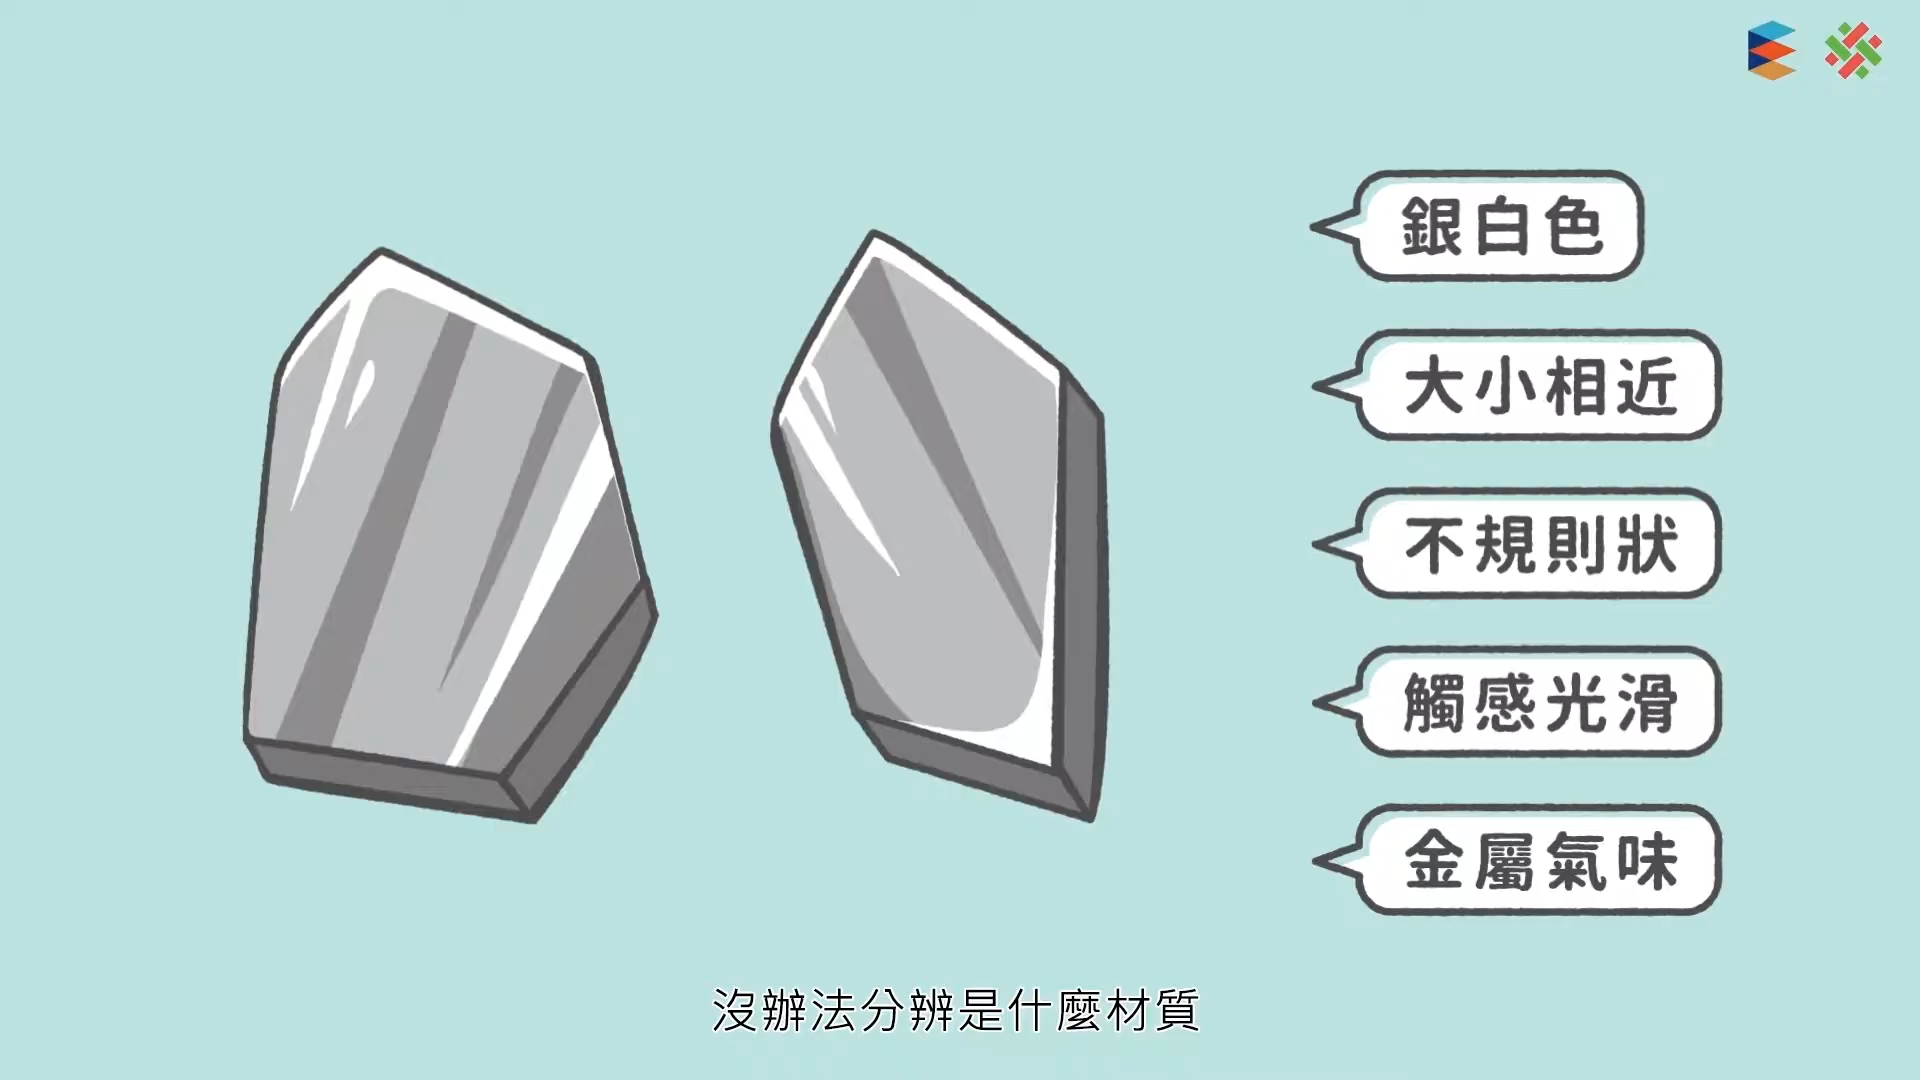 銀白色
大小相近
不規則狀
觸感光滑
金屬氣味
沒辦法分辨是什麼材質